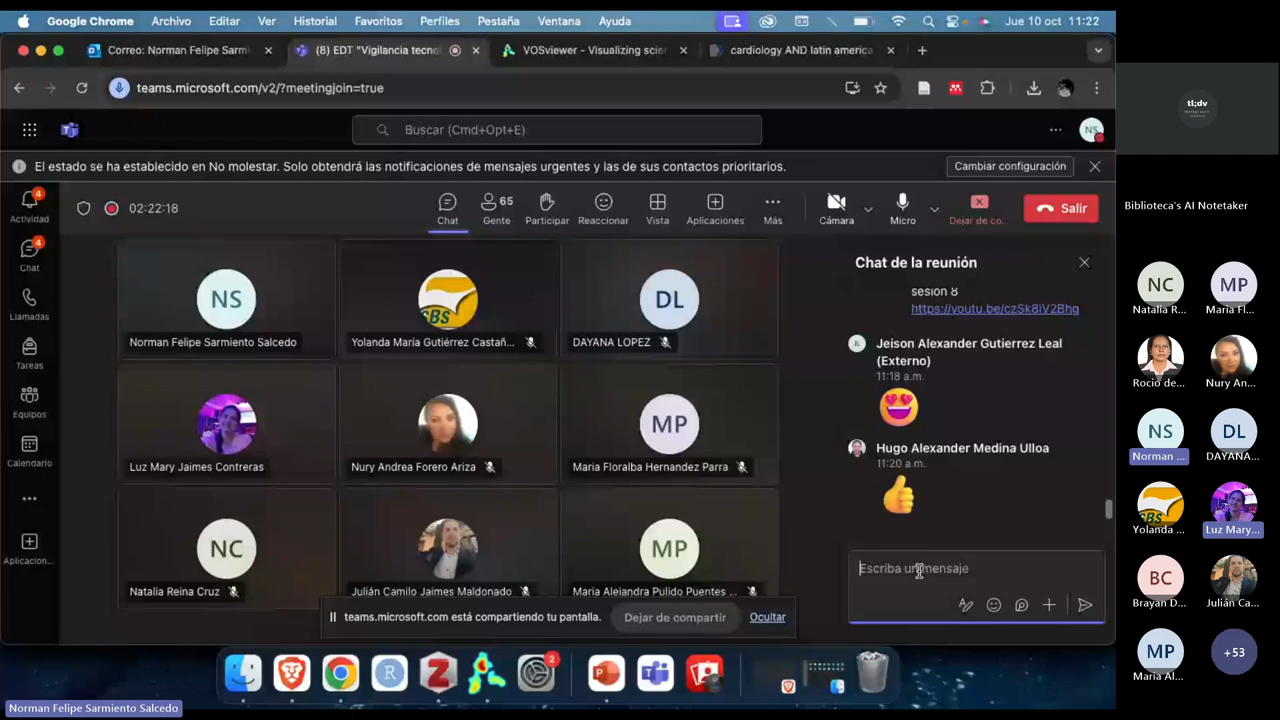 Google Chrome Archivo Editar Ver Historial Favoritos Perfiles Pestaña Ventana Ayuda Jue 10 oct 11:22
Correo: Norman Felipe Sarmi
(8) EDT "Vigilancia tecnol
VOSviewer - Visualizing scie
cardiology AND latin america
teams.microsoft.com/v2/?meetingjoin=true
Buscar (Cmd+Opt+E)
NS
El estado se ha establecido en No molestar. Solo obtendrá las notificaciones de mensajes urgentes y las de sus contactos prioritarios.
Cambiar configuración
4
Actividad
4
Chat
Llamadas
Tareas
Equipos
Calendario
Aplicacion...
02:22:18
Chat
65
Gente
Participar
Reaccionar
Vista
Aplicaciones
Más
Cámara
Micro
Dejar de co...
Salir
NS
Norman Felipe Sarmiento Salcedo
SBS
Yolanda María Gutiérrez Castañ...
DL
DAYANA LOPEZ
Luz Mary Jaimes Contreras
Nury Andrea Forero Ariza
MP
Maria Floralba Hernandez Parra
NC
Natalia Reina Cruz
Julián Camilo Jaimes Maldonado
MP
Maria Alejandra Pulido Puentes ...
Chat de la reunión
sesion 8
https://youtu.be/czSk8iV2Bhg
Jeison Alexander Gutierrez Leal
(Externo)
11:18 a.m.
Hugo Alexander Medina Ulloa
11:20 a.m.
Escriba un mensaje
teams.microsoft.com está compartiendo tu pantalla.
Dejar de compartir
Ocultar
2
Norman Felipe Sarmiento Salcedo
tl;dv
Biblioteca's AI Notetaker
NC
Natalia R...
MP
Maria Fl...
Rocio de...
Nury An...
NS
Norman ...
DL
DAYANA...
SBS
Yolanda ...
Luz Mary...
BC
Brayan D...
Julián Ca...
MP
Maria Al...
+53